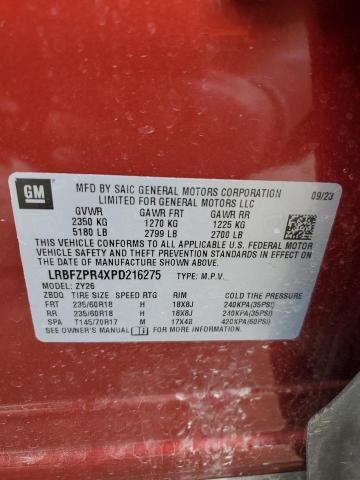 GM
MFD BY SAIC GENERAL MOTORS CORPORATION 09/23
LIMITED FOR GENERAL MOTORS LLC
GVWR GAWR FRT GAWR RR
2350 KG 1270 KG 1225 KG
5180 LB 2799 LB 2700 LB
THIS VEHICLE CONFORMS TO ALL APPLICABLE U.S. FEDERAL MOTOR
VEHICLE SAFETY AND THEFT PREVENTION STANDARDS IN EFFECT ON
THE DATE OF MANUFACTURE SHOWN ABOVE.
LRBFZPR4XPD216275 TYPE: M.P.V.
MODEL: ZY26
ZBDQ TIRE SIZE SPEED RTG RIM COLD TIRE PRESSURE
FRT 235/60R18 H 18X8J 240KPA(35PSI)
RR 235/60R18 H 18X8J 240KPA(35PSI)
SPA T145/70R17 M 17X4B 420KPA(60PSI)
SEE OWNER'S MANUAL FOR MORE INFORMATION.